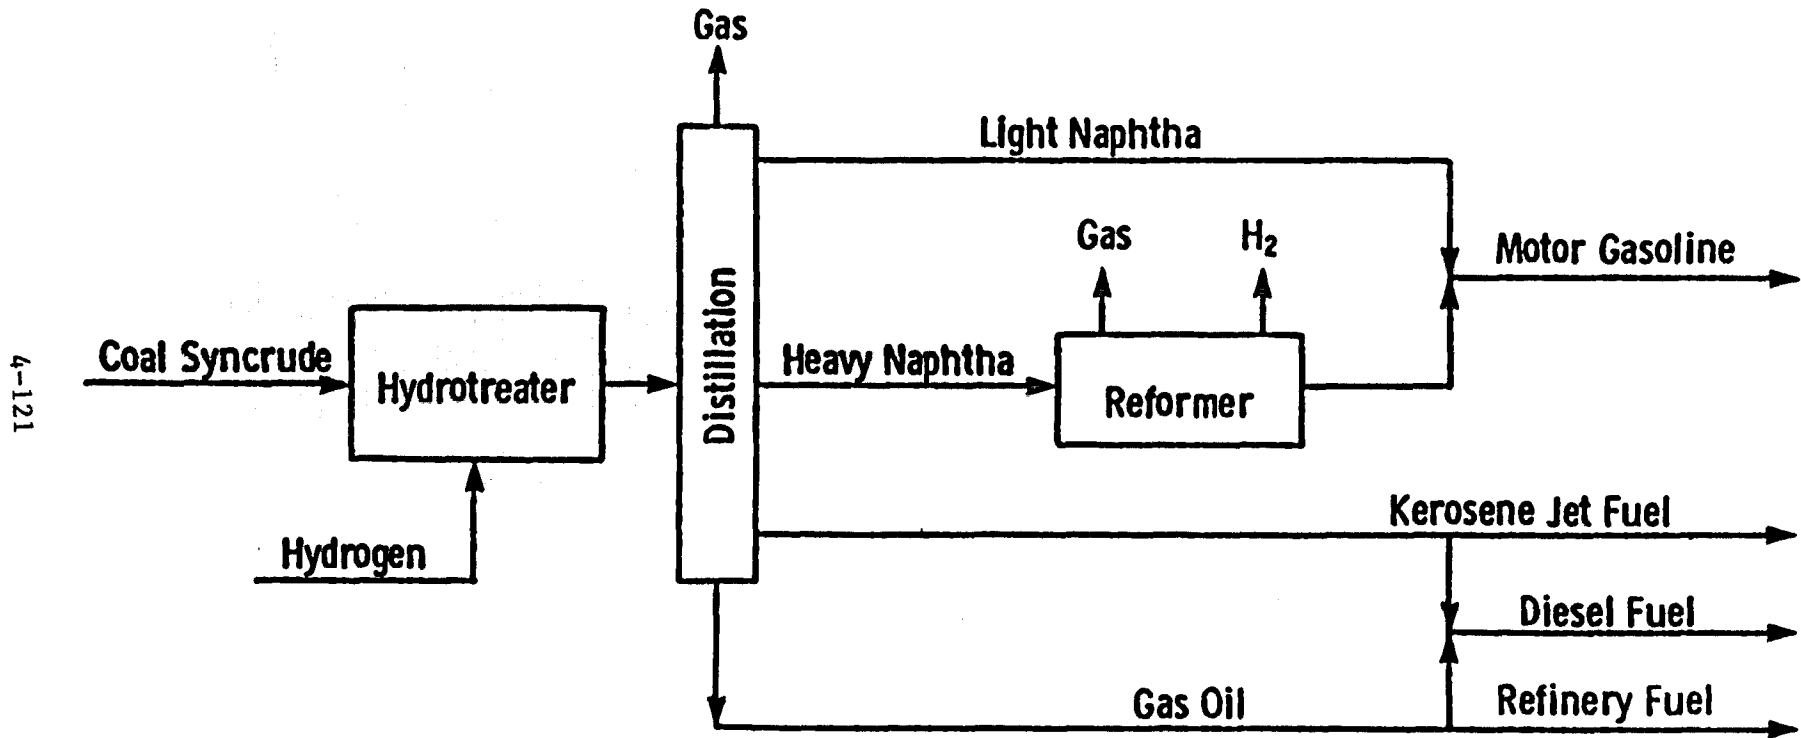 Gas
Light Naphtha
Gas
H₂
Motor Gasoline
Coal Syncrude
Hydrotreater
Distillation
Heavy Naphtha
Reformer
4-121
Hydrogen
Kerosene Jet Fuel
Diesel Fuel
Gas Oil
Refinery Fuel